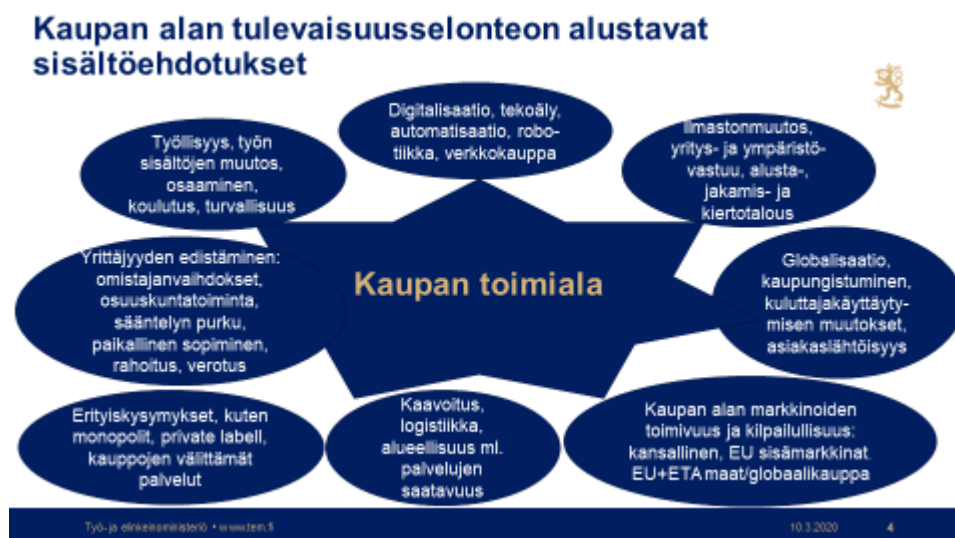 Kaupan alan tulevaisuusselonteon alustavat
sisältöehdotukset
Digitalisaatio, tekoäly,
automatisaatio, robo-
tiikka, verkkokauppa
Työllisyys, työn
sisältöjen muutos,
osaaminen,
koulutus, turvallisuus
Ilmastonmuutos,
yritys- ja ympäristö-
vastuu, alusta-,
jakamis- ja
kiertotalous
Yrittäjyyden edistäminen:
omistajanvaihdokset,
osuuskuntatoiminta,
sääntelyn purku,
paikallinen sopiminen,
rahoitus, verotus
Kaupan toimiala
Globalisaatio,
kaupungistuminen,
kuluttajakäyttäyty-
misen muutokset,
asiakaslähtöisyys
Erityiskysymykset, kuten
monopolit, private labell,
kauppojen välittämät
palvelut
Kaavoitus,
logistiikka,
alueellisuus ml.
palvelujen
saatavuus
Kaupan alan markkinoiden
toimivuus ja kilpailullisuus:
kansallinen, EU sisämarkkinat
EU+ETA maat/globaalikauppa
Työ- ja elinkeinoministeriö • www.tem.fi
10.3.2020
4